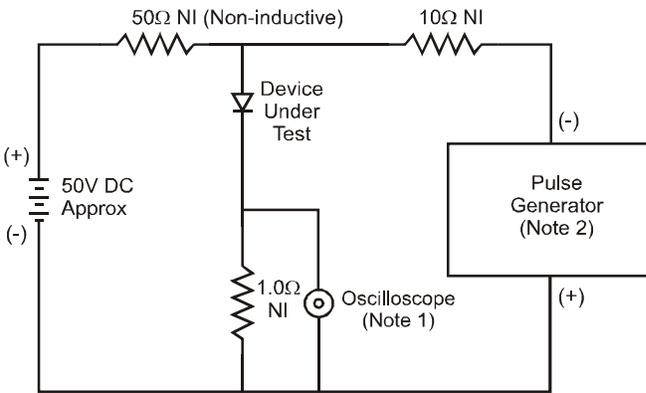 50Ω NI (Non-inductive)
10Ω NI
Device
Under
Test
(-)
(+)
50V DC
Approx
(-)
Pulse
Generator
(Note 2)
1.0Ω
NI
Oscilloscope
(Note 1)
(+)